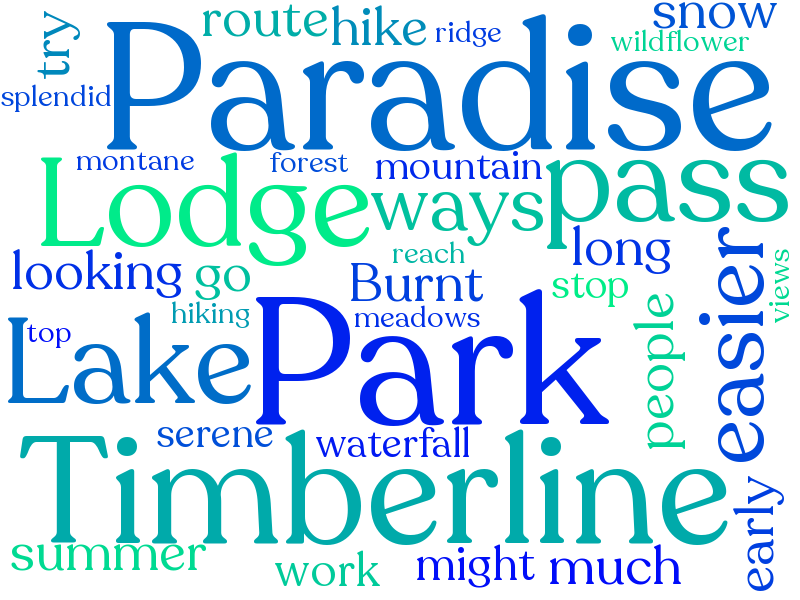 try
route
hike
ridge
snow
wildflower
splendid
Paradise
montane
forest
mountain
Lodge
ways
pass
looking
go
reach
long
Burnt
stop
easier
views
hiking
meadows
top
Lake
Park
people
serene
waterfall
Timberline
early
summer
work
might
much